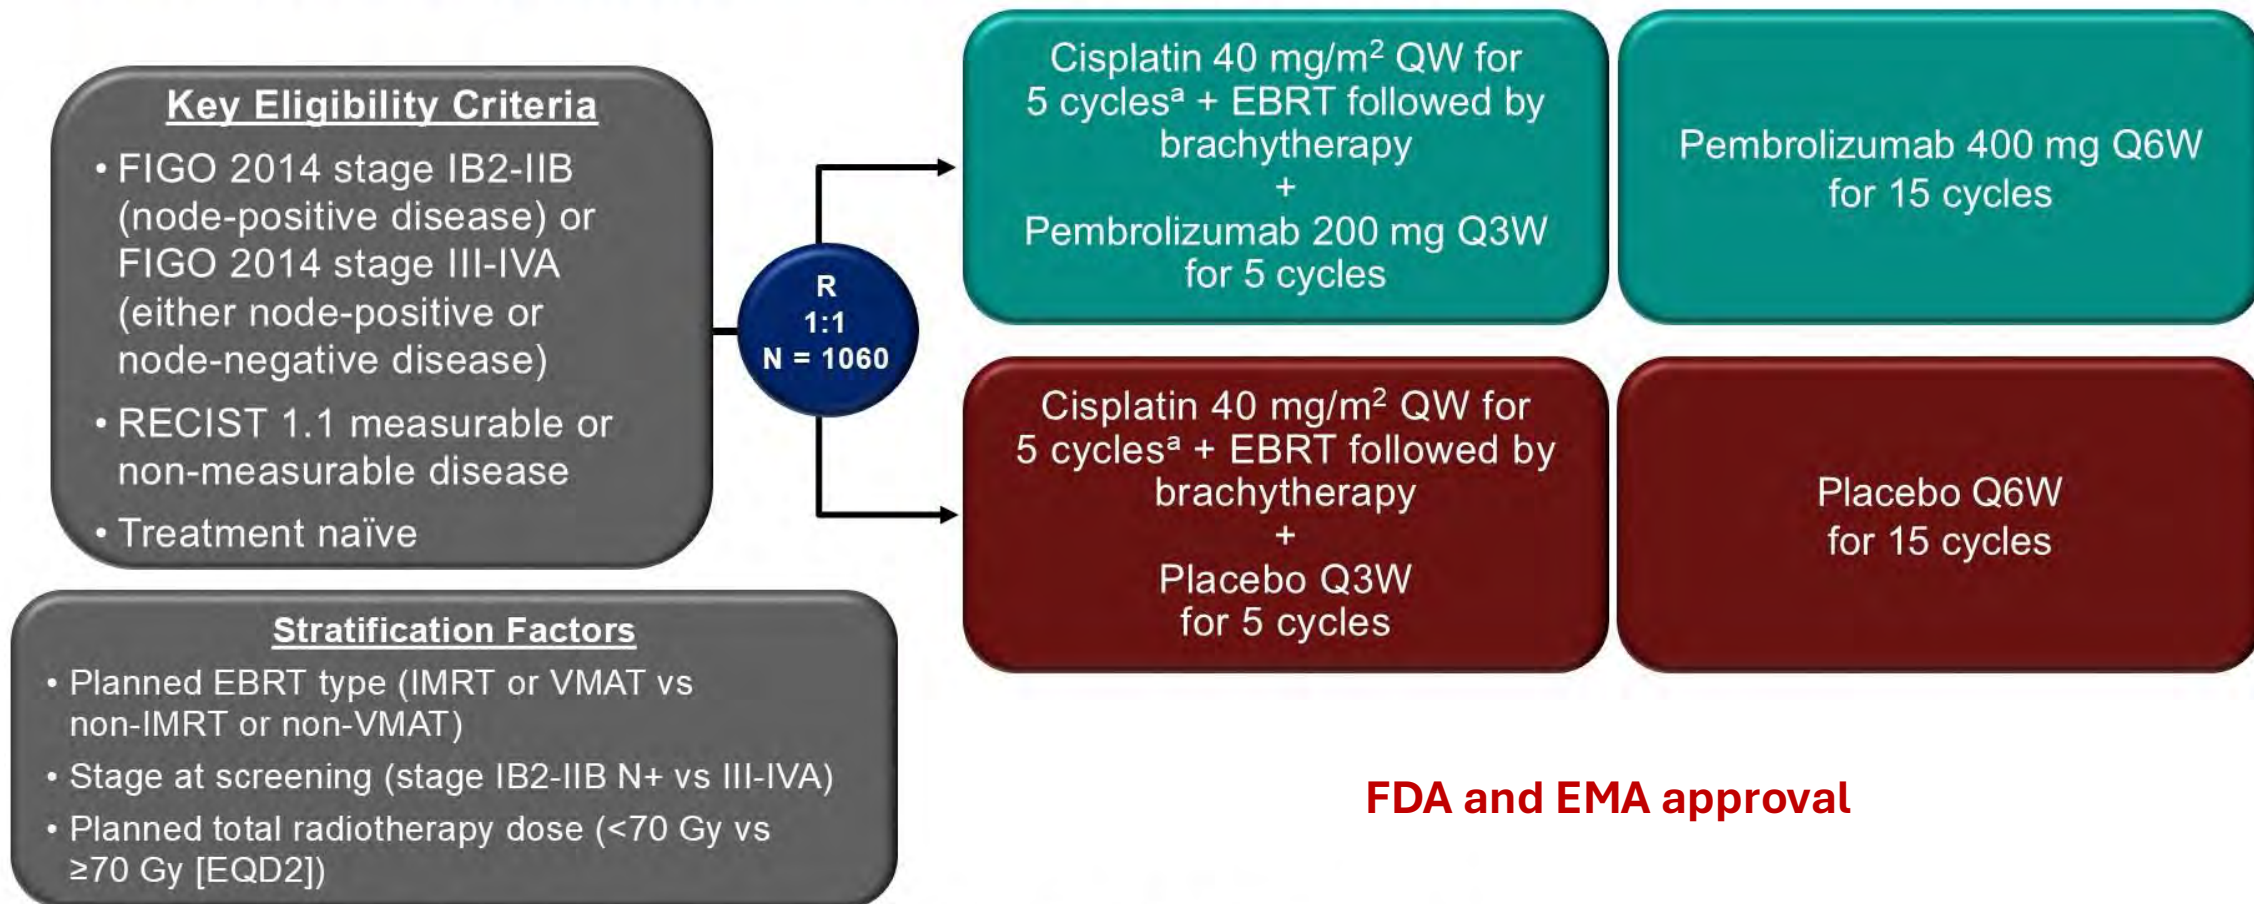 Key Eligibility Criteria
• FIGO 2014 stage IB2-IIB
(node-positive disease) or
FIGO 2014 stage III-IVA
(either node-positive or
node-negative disease)
• RECIST 1.1 measurable or
non-measurable disease
• Treatment naïve
Stratification Factors
• Planned EBRT type (IMRT or VMAT vs
non-IMRT or non-VMAT)
• Stage at screening (stage IB2-IIB N+ vs III-IVA)
• Planned total radiotherapy dose (<70 Gy vs
≥70 Gy [EQD2])
R
1:1
N = 1060
Cisplatin 40 mg/m² QW for
5 cyclesᵃ + EBRT followed by
brachytherapy
+
Pembrolizumab 200 mg Q3W
for 5 cycles
Pembrolizumab 400 mg Q6W
for 15 cycles
Cisplatin 40 mg/m² QW for
5 cyclesᵃ + EBRT followed by
brachytherapy
+
Placebo Q3W
for 5 cycles
Placebo Q6W
for 15 cycles
FDA and EMA approval